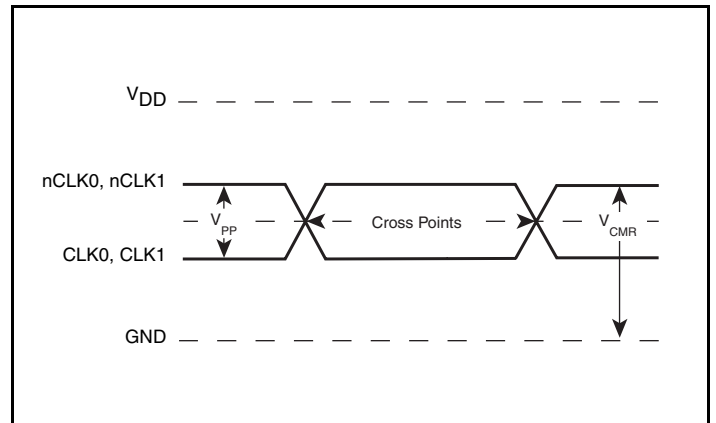 VDD
nCLK0, nCLK1
VPP
Cross Points
VCMR
CLK0, CLK1
GND